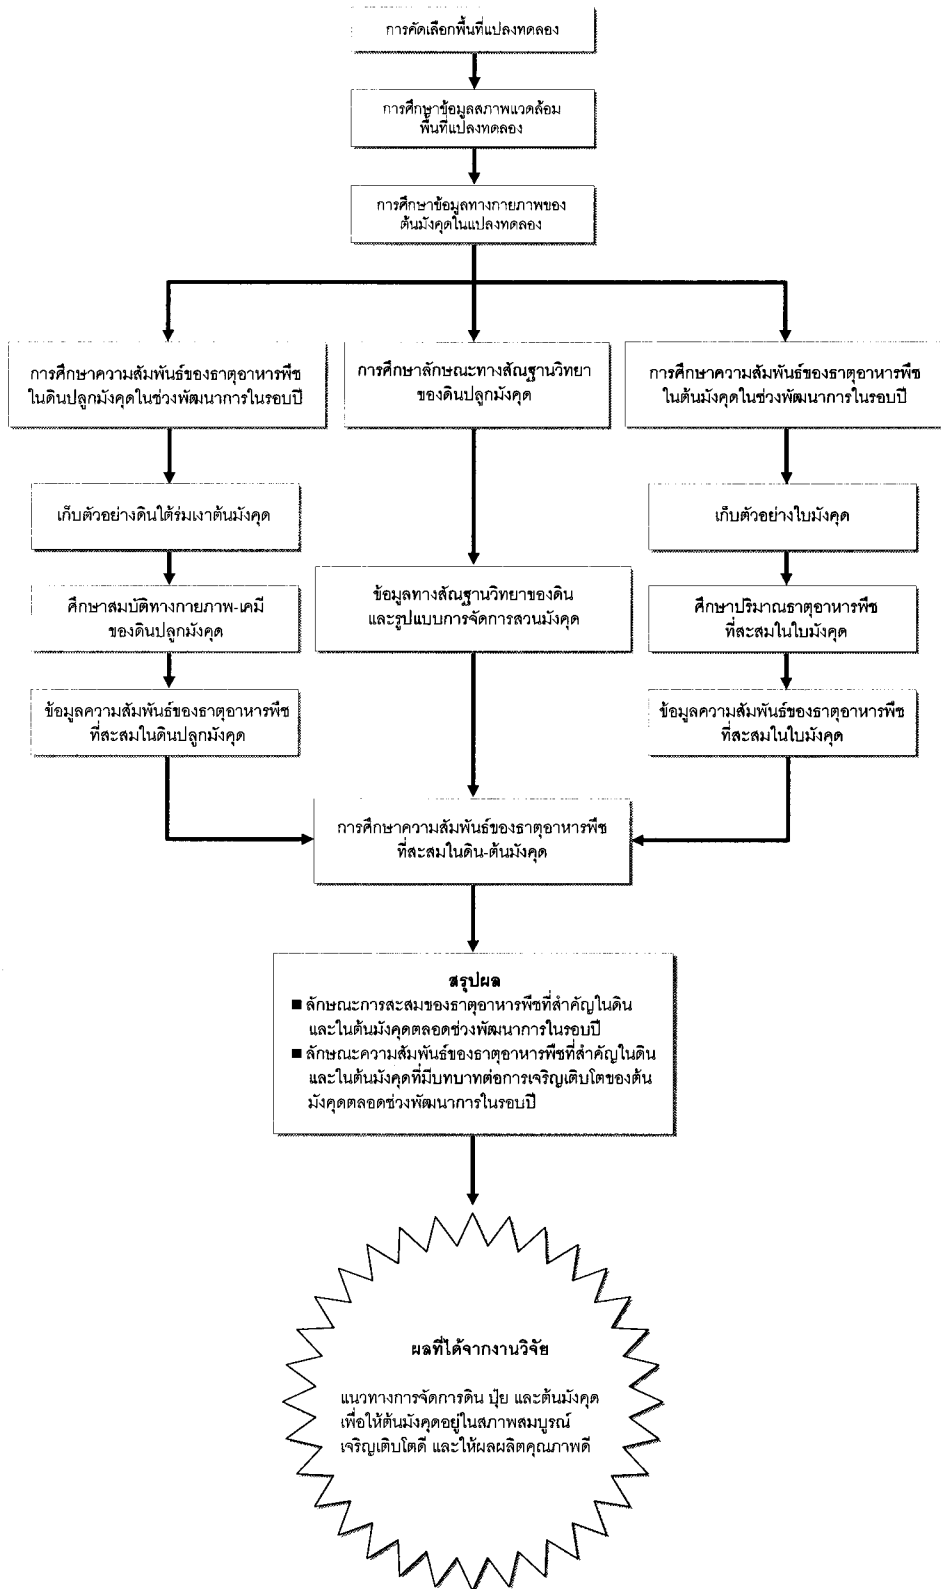 การคัดเลือกพื้นที่แปลงทดลอง
การศึกษาข้อมูลสภาพแวดล้อม
พื้นที่แปลงทดลอง
การศึกษาข้อมูลทางกายภาพของ
ต้นมังคุดในแปลงทดลอง
การศึกษาความสัมพันธ์ของธาตุอาหารพืช
ในดินปลูกมังคุดในช่วงพัฒนาการในรอบปี
การศึกษาลักษณะทางสัณฐานวิทยา
ของดินปลูกมังคุด
การศึกษาความสัมพันธ์ของธาตุอาหารพืช
ในต้นมังคุดในช่วงพัฒนาการในรอบปี
เก็บตัวอย่างดินใต้ร่มเงาต้นมังคุด
เก็บตัวอย่างใบมังคุด
ศึกษาสมบัติทางกายภาพ-เคมี
ของดินปลูกมังคุด
ข้อมูลทางสัณฐานวิทยาของดิน
และรูปแบบการจัดการสวนมังคุด
ศึกษาปริมาณธาตุอาหารพืช
ที่สะสมในใบมังคุด
ข้อมูลความสัมพันธ์ของธาตุอาหารพืช
ที่สะสมในดินปลูกมังคุด
ข้อมูลความสัมพันธ์ของธาตุอาหารพืช
ที่สะสมในใบมังคุด
การศึกษาความสัมพันธ์ของธาตุอาหารพืช
ที่สะสมในดิน-ต้นมังคุด
สรุปผล
■ ลักษณะการสะสมของธาตุอาหารพืชที่สำคัญในดิน
และในต้นมังคุดตลอดช่วงพัฒนาการในรอบปี
■ ลักษณะความสัมพันธ์ของธาตุอาหารพืชที่สำคัญในดิน
และในต้นมังคุดที่มีบทบาทต่อการเจริญเติบโตของต้น
มังคุดตลอดช่วงพัฒนาการในรอบปี
ผลที่ได้จากงานวิจัย
แนวทางการจัดการดิน ปุ๋ย และต้นมังคุด
เพื่อให้ต้นมังคุดอยู่ในสภาพสมบูรณ์
เจริญเติบโตดี และให้ผลผลิตคุณภาพดี